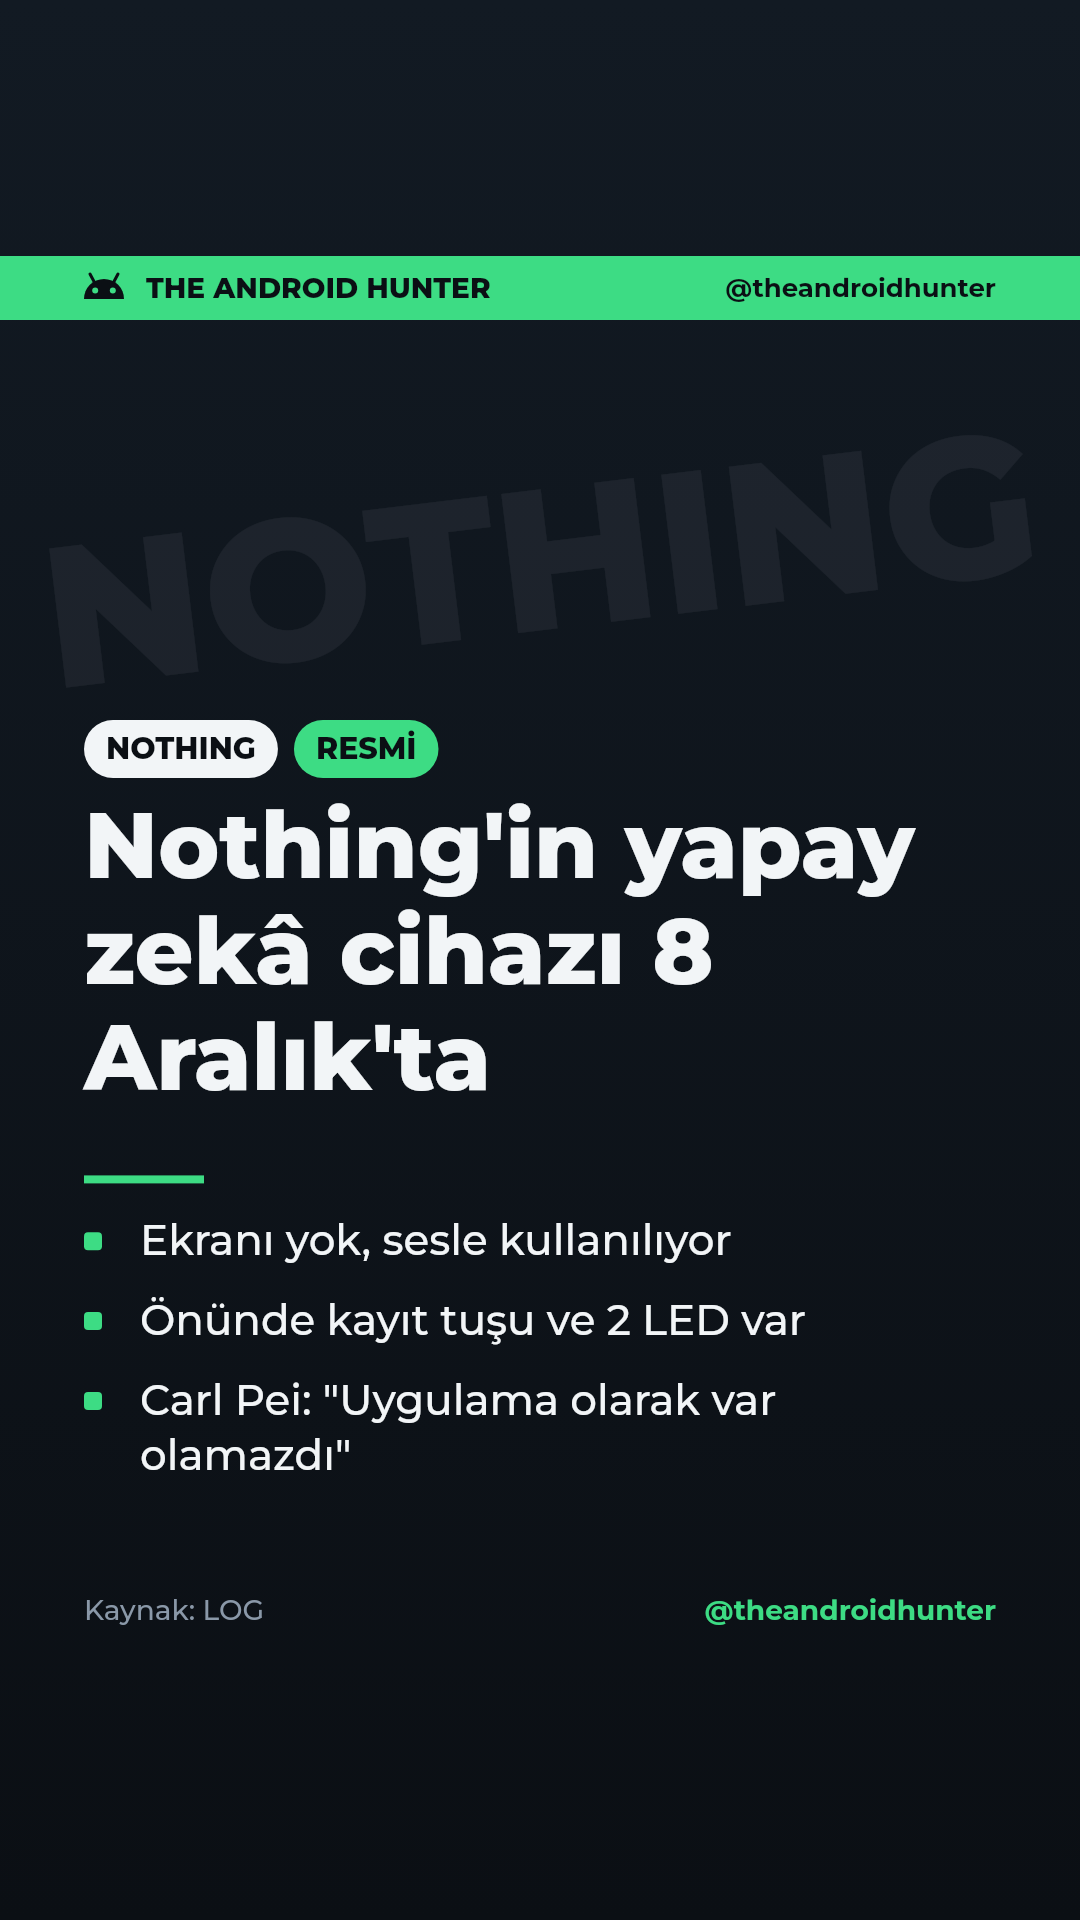 THE ANDROID HUNTER
@theandroidhunter
NOTHING
NOTHING
RESMİ
Nothing'in yapay
zekâ cihazı 8
Aralık'ta
Ekranı yok, sesle kullanılıyor
Önünde kayıt tuşu ve 2 LED var
Carl Pei: "Uygulama olarak var
olamazdı"
Kaynak: LOG
@theandroidhunter